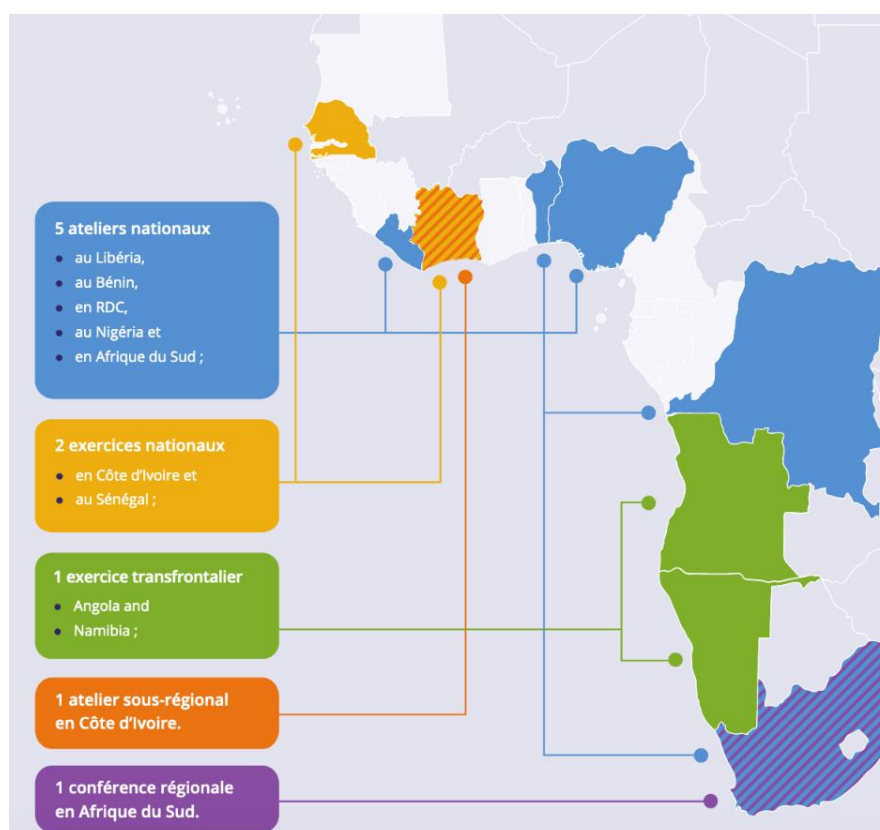 5 ateliers nationaux
• au Libéria,
• au Bénin,
• en RDC,
• au Nigéria et
• en Afrique du Sud ;
2 exercices nationaux
• en Côte d'Ivoire et
• au Sénégal ;
1 exercice transfrontalier
• Angola and
• Namibia ;
1 atelier sous-régional
en Côte d'Ivoire.
1 conférence régionale
en Afrique du Sud.